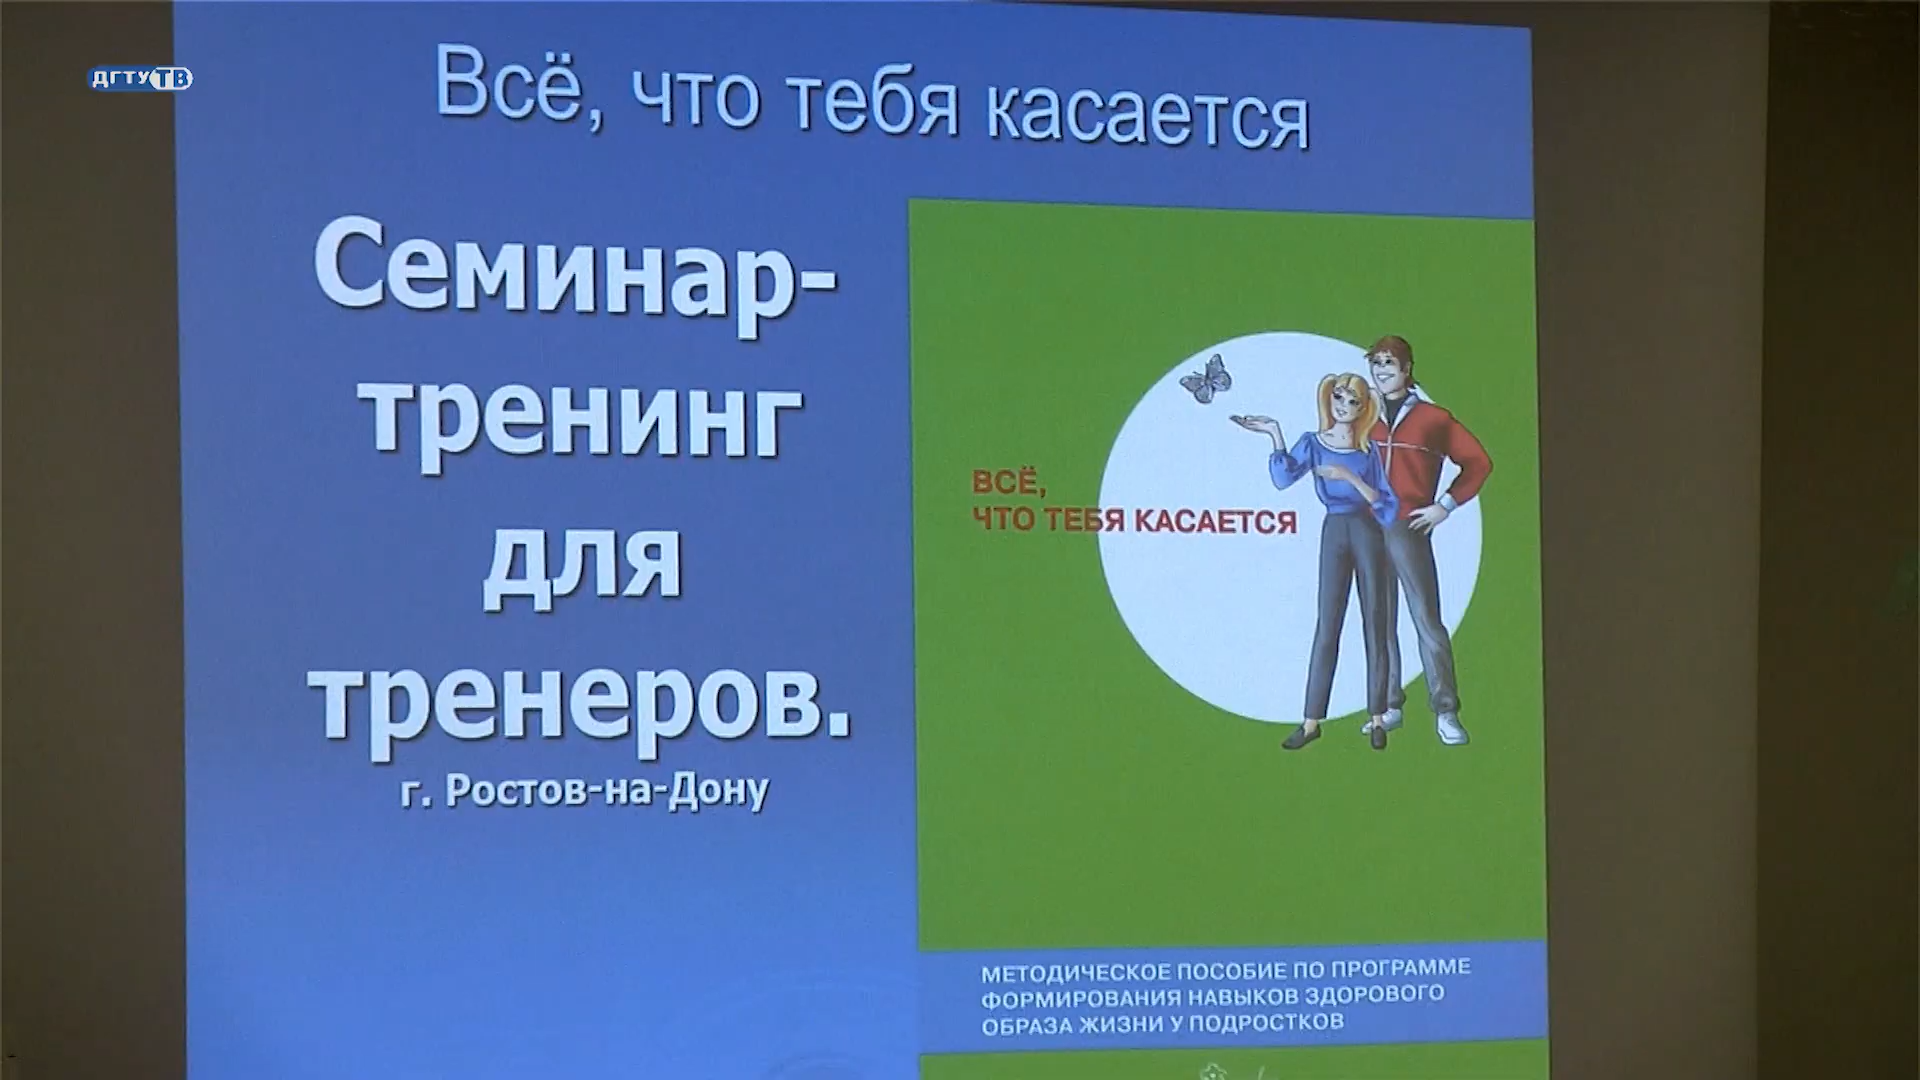 ДГТУ ТВ
Всё, что тебя касается
Семинар-
тренинг
для
тренеров.
г. Ростов-на-Дону
ВСЁ,
ЧТО ТЕБЯ КАСАЕТСЯ
МЕТОДИЧЕСКОЕ ПОСОБИЕ ПО ПРОГРАММЕ
ФОРМИРОВАНИЯ НАВЫКОВ ЗДОРОВОГО
ОБРАЗА ЖИЗНИ У ПОДРОСТКОВ